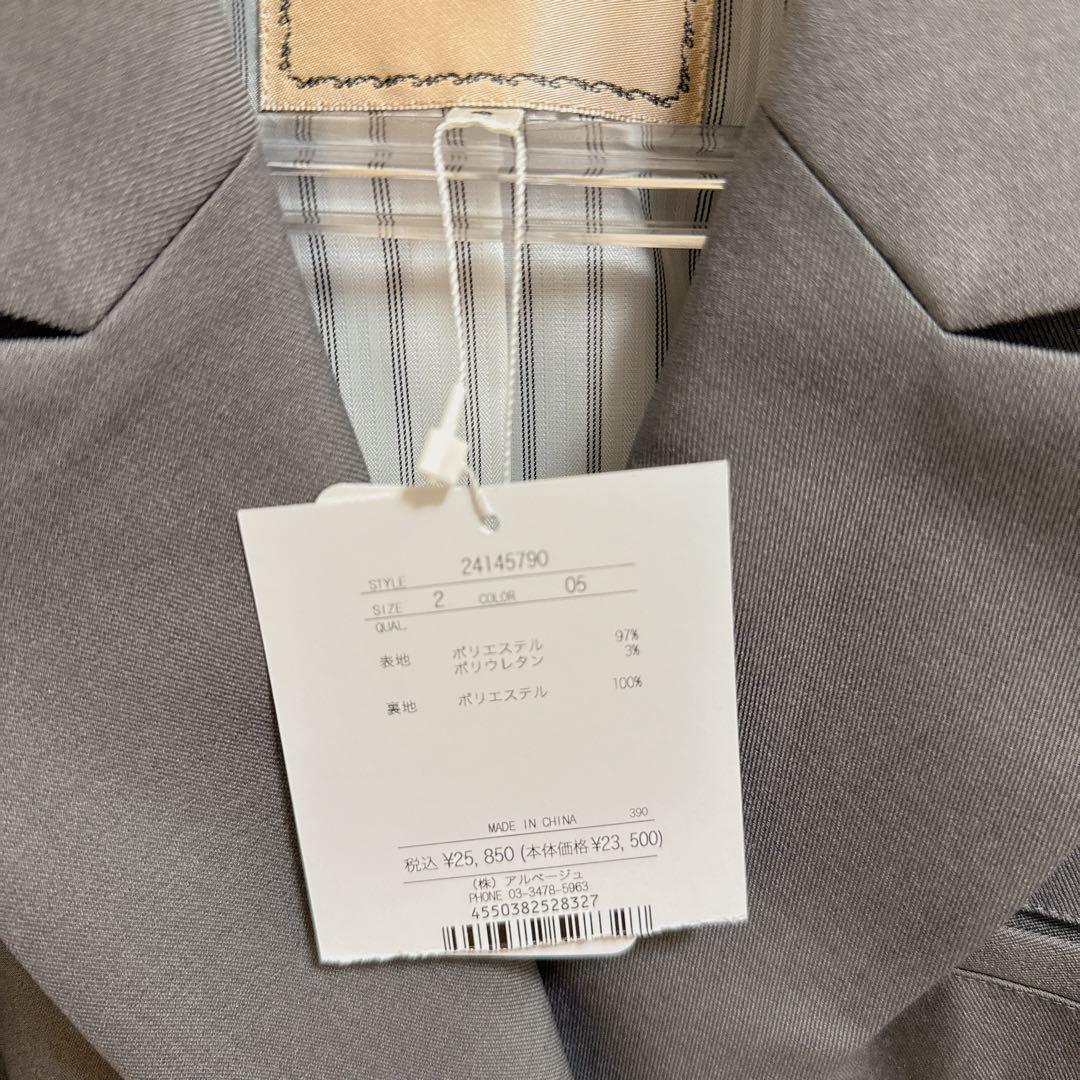 STYLE 24145790
SIZE 2 COLOR 05
QUAL.
表地 ポリエステル 97%
ポリウレタン 3%
裏地 ポリエステル 100%
MADE IN CHINA 390
税込 ¥25,850 (本体価格¥23,500)
(株) アルページュ
PHONE 03-3478-5963
4550382528327